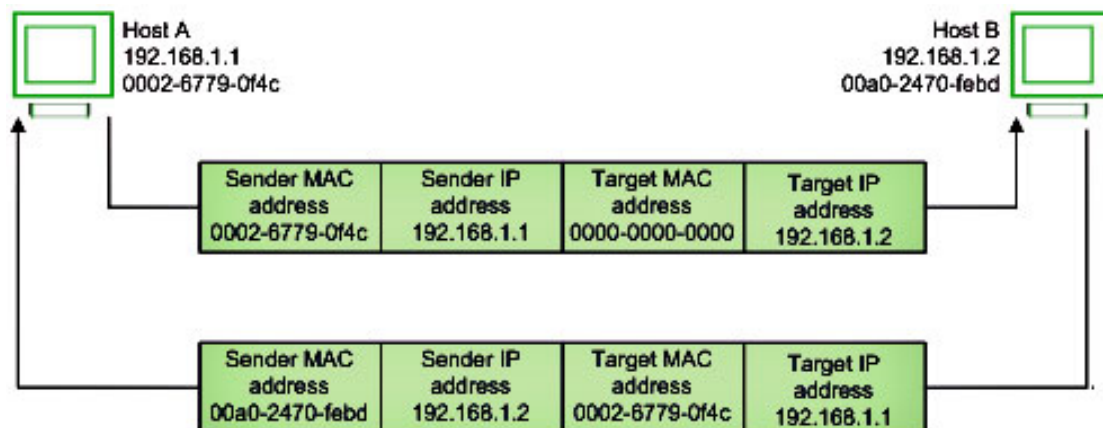 Host A
192.168.1.1
0002-6779-0f4c
Host B
192.168.1.2
00a0-2470-febd
Sender MAC
address
0002-6779-0f4c
Sender IP
address
192.168.1.1
Target MAC
address
0000-0000-0000
Target IP
address
192.168.1.2
Sender MAC
address
00a0-2470-febd
Sender IP
address
192.168.1.2
Target MAC
address
0002-6779-0f4c
Target IP
address
192.168.1.1